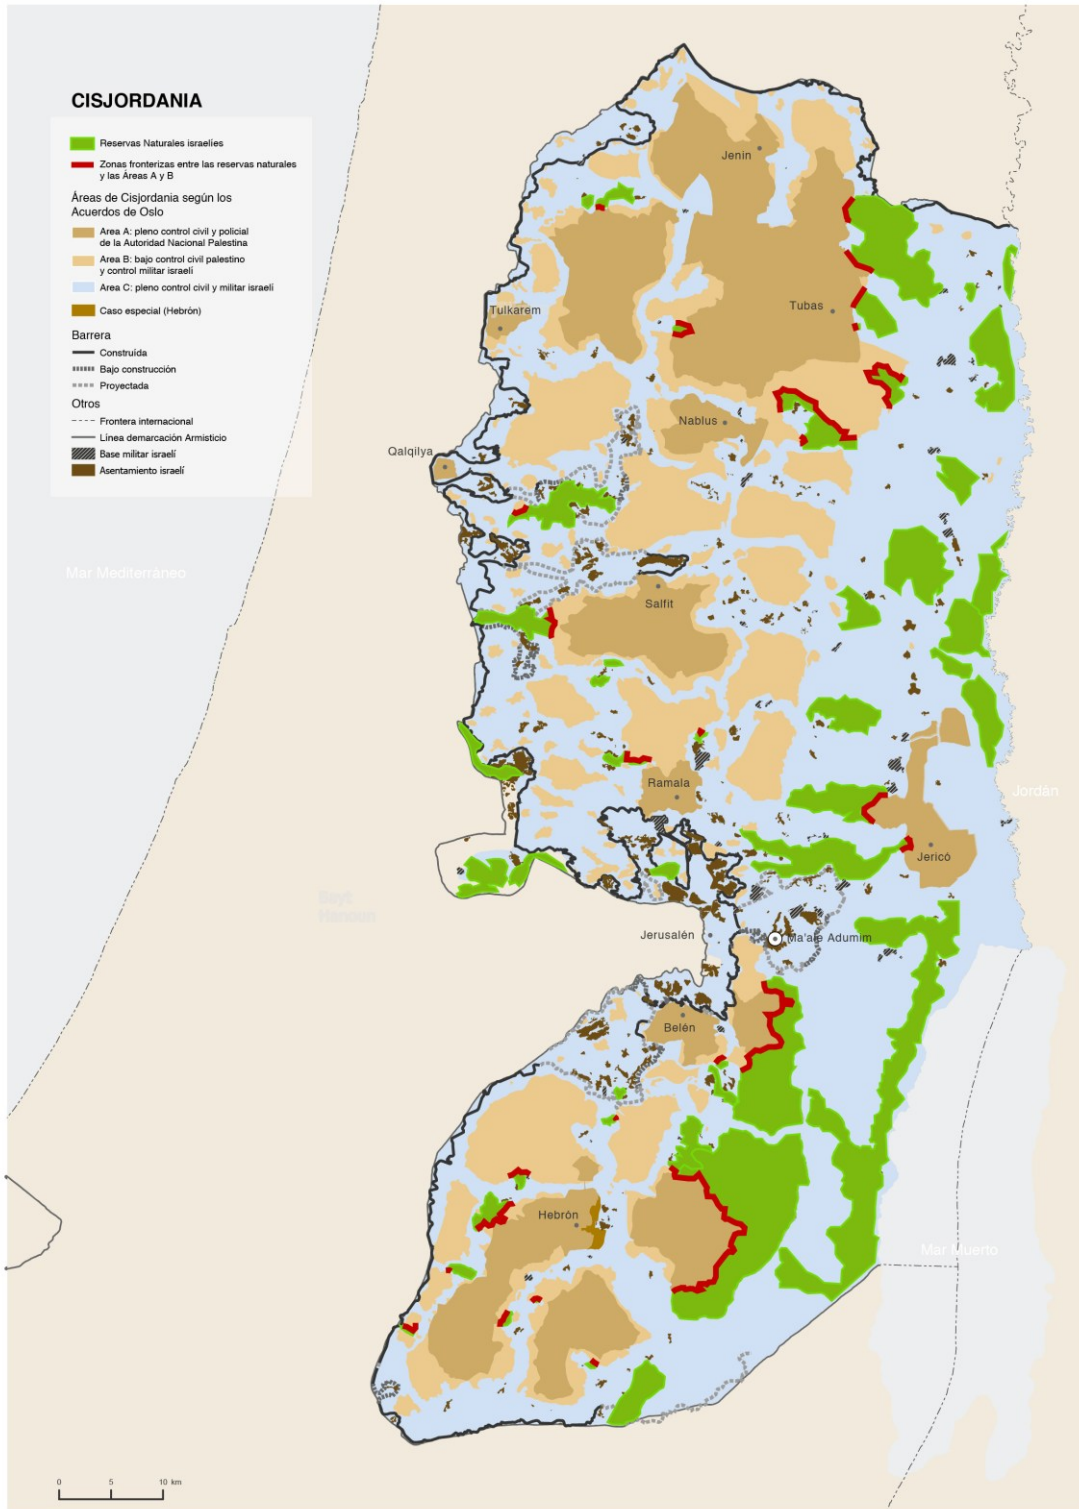 CISJORDANIA
Reservas Naturales israelíes
Zonas fronterizas entre las reservas naturales
y las Áreas A y B
Áreas de Cisjordania según los
Acuerdos de Oslo
Area A: pleno control civil y policial
de la Autoridad Nacional Palestina
Area B: bajo control civil palestino
y control militar israelí
Area C: pleno control civil y militar israelí
Caso especial (Hebrón)
Barrera
Construída
Bajo construcción
Proyectada
Otros
Frontera internacional
Línea demarcación Armisticio
Base militar israelí
Asentamiento israelí
Jenin
Tubas
Tulkarem
Nablus
Qalqilya
Mar Mediterráneo
Salfit
Ramala
Jordán
Jericó
Beyt
Hanoun
Jerusalén
Ma'ale Adumim
Belén
Hebrón
Mar Muerto
0 5 10 km